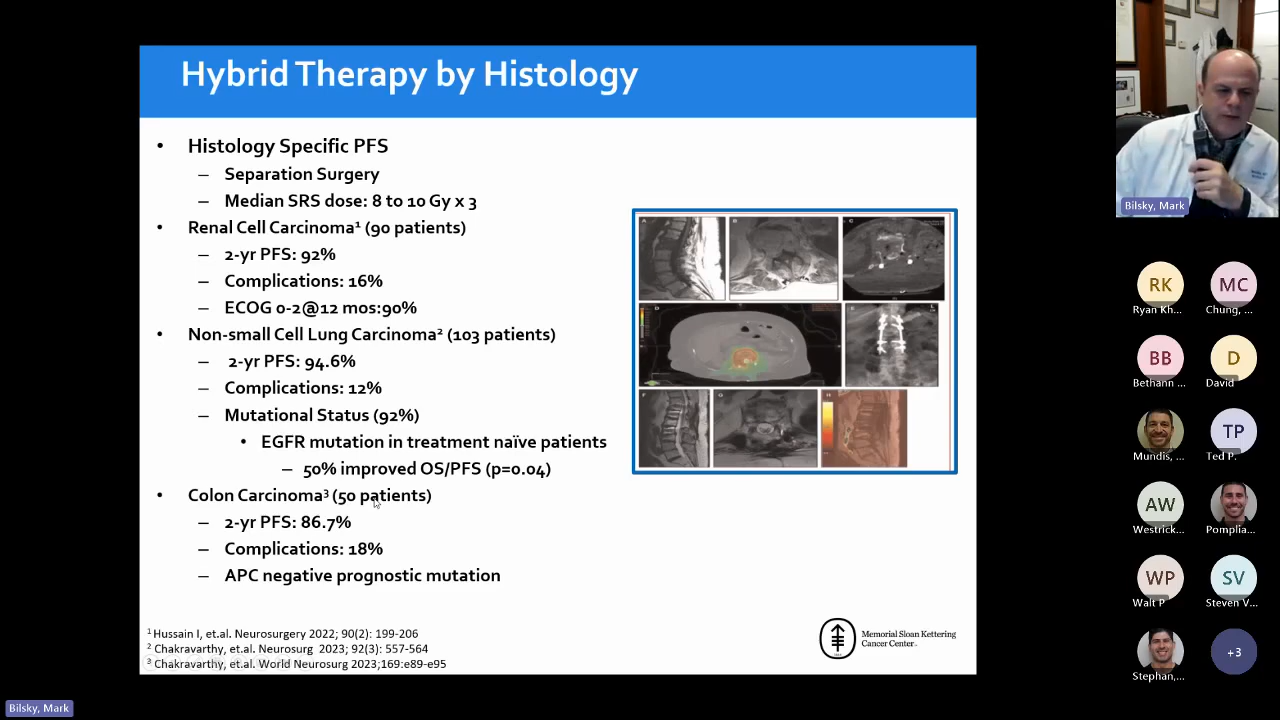 Hybrid Therapy by Histology
• Histology Specific PFS
– Separation Surgery
– Median SRS dose: 8 to 10 Gy x 3
• Renal Cell Carcinoma¹ (90 patients)
– 2-yr PFS: 92%
– Complications: 16%
– ECOG 0-2@12 mos:90%
• Non-small Cell Lung Carcinoma² (103 patients)
– 2-yr PFS: 94.6%
– Complications: 12%
– Mutational Status (92%)
• EGFR mutation in treatment naïve patients
– 50% improved OS/PFS (p=0.04)
• Colon Carcinoma³ (50 patients)
– 2-yr PFS: 86.7%
– Complications: 18%
– APC negative prognostic mutation
¹ Hussain I, et.al. Neurosurgery 2022; 90(2): 199-206
² Chakravarthy, et.al. Neurosurg 2023; 92(3): 557-564
³ Chakravarthy, et.al. World Neurosurg 2023;169:e89-e95
Memorial Sloan Kettering
Cancer Center
A B C
F
Bilsky, Mark
RK MC
Ryan Kh... Chung, ...
BB D
Bethann ... David
TP
Mundis, ... Ted P.
AW
Westrick... Pomplia...
WP SV
Walt P Steven V...
+3
Stephan,...
Bilsky, Mark